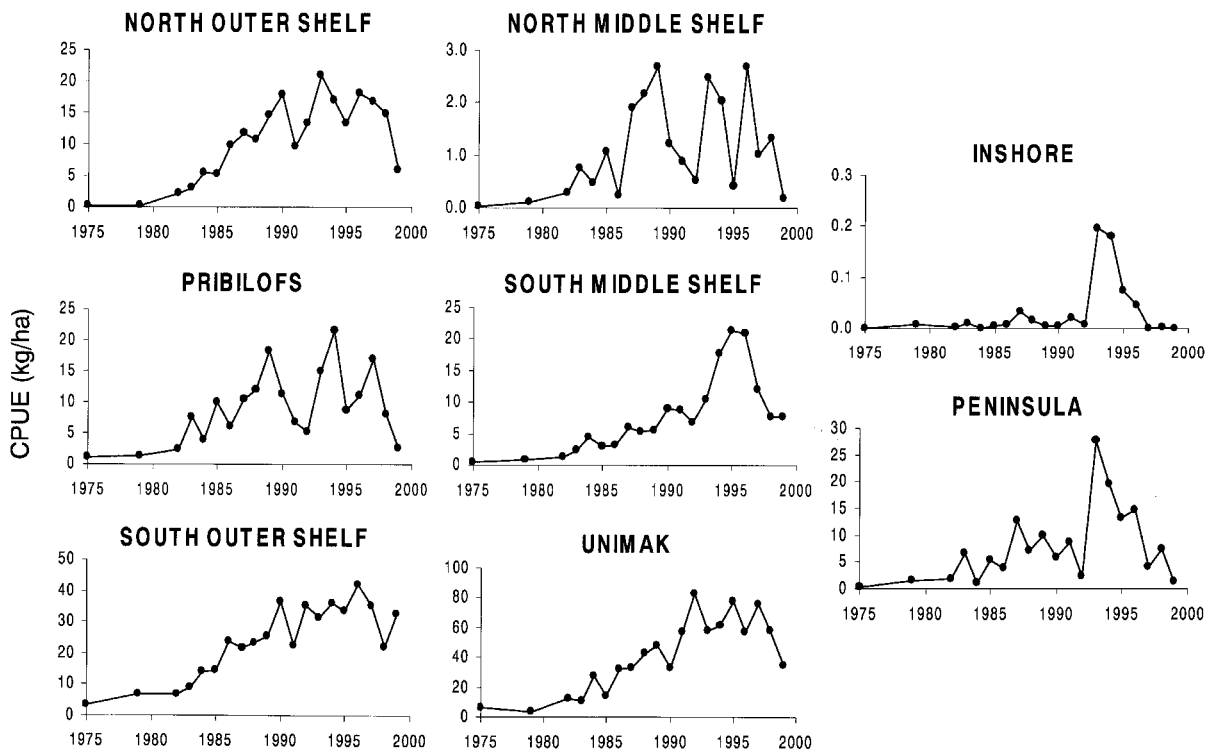 NORTH OUTER SHELF
25
20
15
10
5
0
1975 1980 1985 1990 1995 2000
NORTH MIDDLE SHELF
3.0
2.0
1.0
0.0
1975 1980 1985 1990 1995 2000
INSHORE
0.3
0.2
0.1
0.0
1975 1980 1985 1990 1995 2000
CPUE (kg/ha)
PRIBILOFS
25
20
15
10
5
0
1975 1980 1985 1990 1995 2000
SOUTH MIDDLE SHELF
25
20
15
10
5
0
1975 1980 1985 1990 1995 2000
PENINSULA
30
25
20
15
10
5
0
1975 1980 1985 1990 1995 2000
SOUTH OUTER SHELF
50
40
30
20
10
0
1975 1980 1985 1990 1995 2000
UNIMAK
100
80
60
40
20
0
1975 1980 1985 1990 1995 2000